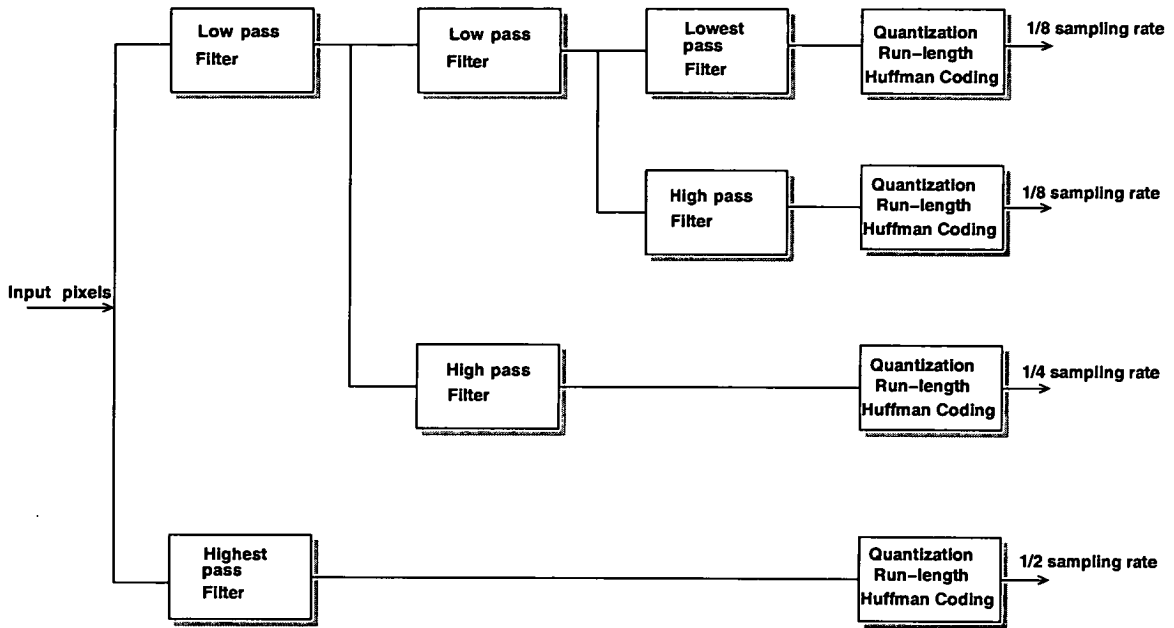 Low pass
Filter
Low pass
Filter
Lowest
pass
Filter
Quantization
Run-length
Huffman Coding
1/8 sampling rate
High pass
Filter
Quantization
Run-length
Huffman Coding
1/8 sampling rate
Input pixels
High pass
Filter
Quantization
Run-length
Huffman Coding
1/4 sampling rate
Highest
pass
Filter
Quantization
Run-length
Huffman Coding
1/2 sampling rate